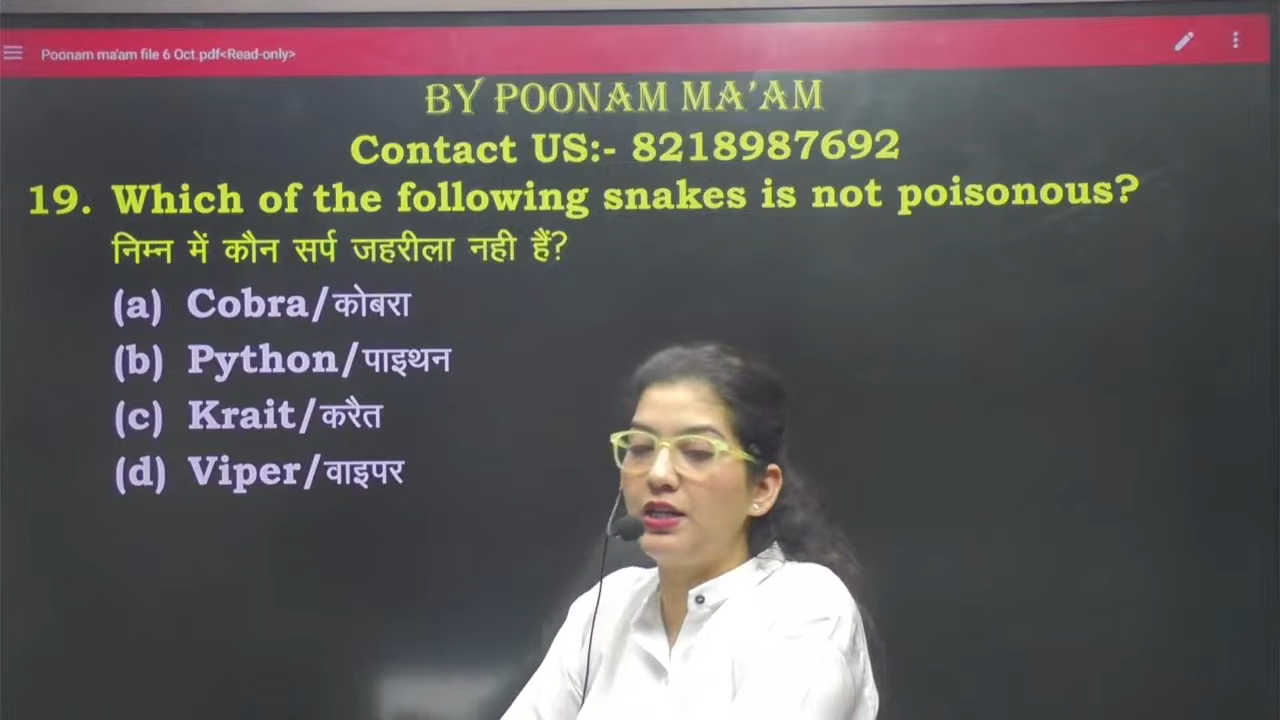 Poonam ma'am file 6 Oct.pdf<Read-only>
BY POONAM MA'AM
Contact US:- 8218987692
19. Which of the following snakes is not poisonous?
निम्न में कौन सर्प जहरीला नही हैं?
(a) Cobra/कोबरा
(b) Python/पाइथन
(c) Krait/करैत
(d) Viper/वाइपर